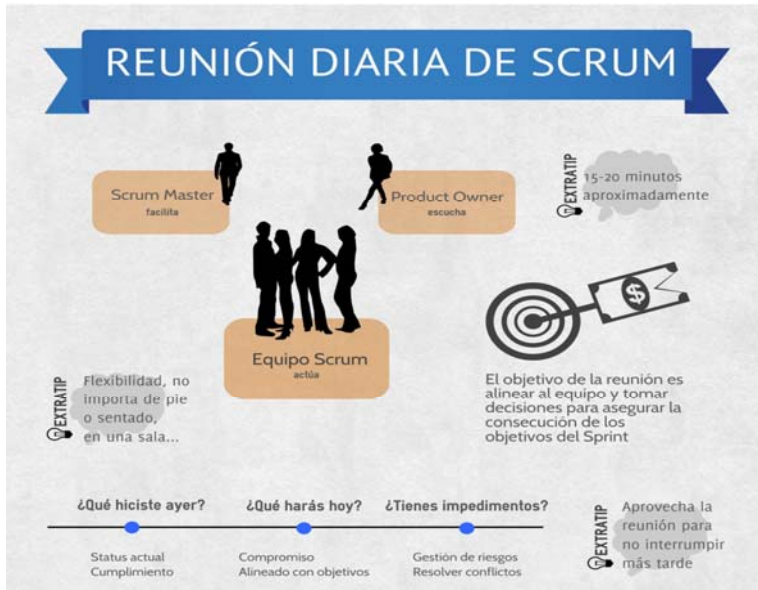 REUNIÓN DIARIA DE SCRUM
Scrum Master
facilita
Product Owner
escucha
EXTRATIP
15-20 minutos
aproximadamente
Equipo Scrum
actúa
$
El objetivo de la reunión es
alinear al equipo y tomar
decisiones para asegurar la
consecución de los
objetivos del Sprint
EXTRATIP
Flexibilidad, no
importa de pie
o sentado,
en una sala...
¿Qué hiciste ayer?
¿Qué harás hoy?
¿Tienes impedimentos?
Status actual
Cumplimiento
Compromiso
Alineado con objetivos
Gestión de riesgos
Resolver conflictos
EXTRATIP
Aprovecha la
reunión para
no interrumpir
más tarde